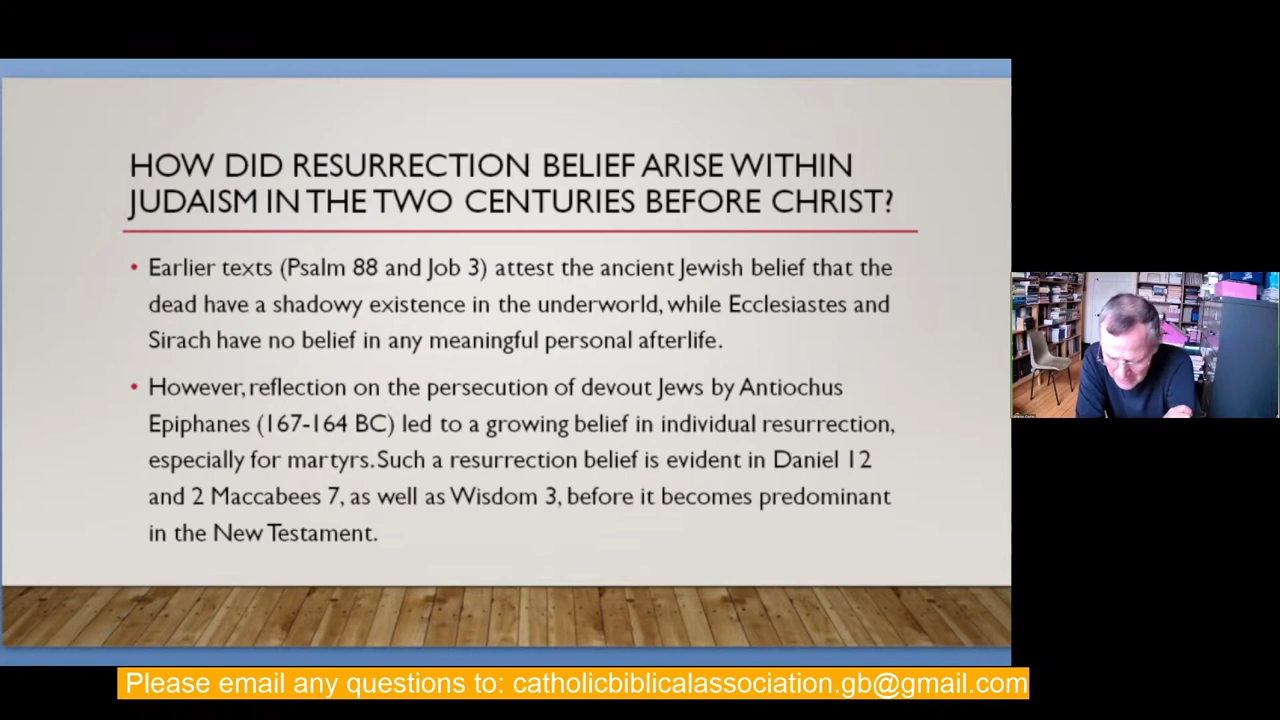 HOW DID RESURRECTION BELIEF ARISE WITHIN
JUDAISM IN THE TWO CENTURIES BEFORE CHRIST?
• Earlier texts (Psalm 88 and Job 3) attest the ancient Jewish belief that the
dead have a shadowy existence in the underworld, while Ecclesiastes and
Sirach have no belief in any meaningful personal afterlife.
• However, reflection on the persecution of devout Jews by Antiochus
Epiphanes (167-164 BC) led to a growing belief in individual resurrection,
especially for martyrs. Such a resurrection belief is evident in Daniel 12
and 2 Maccabees 7, as well as Wisdom 3, before it becomes predominant
in the New Testament.
Please email any questions to: catholicbiblicalassociation.gb@gmail.com